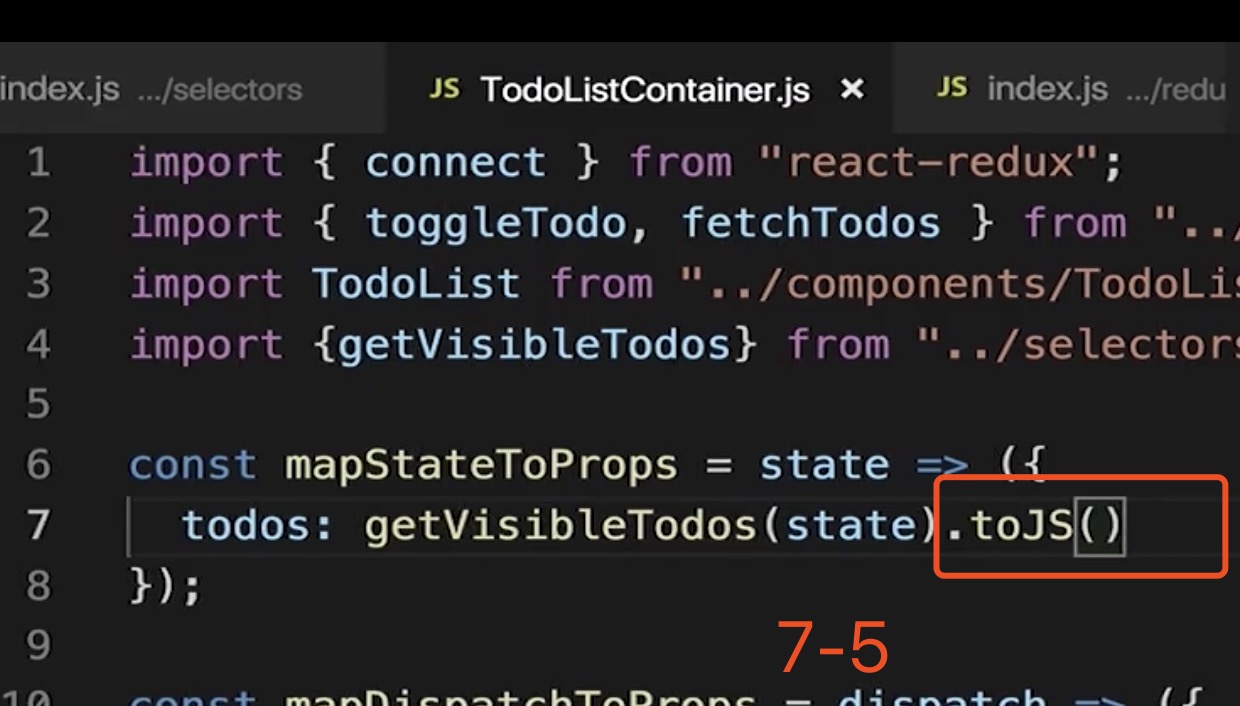 index.js .../selectors JS TodoListContainer.js × JS index.js .../redu
1 import { connect } from "react-redux";
2 import { toggleTodo, fetchTodos } from "../
3 import TodoList from "../components/TodoLis
4 import {getVisibleTodos} from "../selectors
5
6 const mapStateToProps = state => ({
7 todos: getVisibleTodos(state).toJS()
8 });
9
7-5
10 const mapDispatchToProps = dispatch => ({